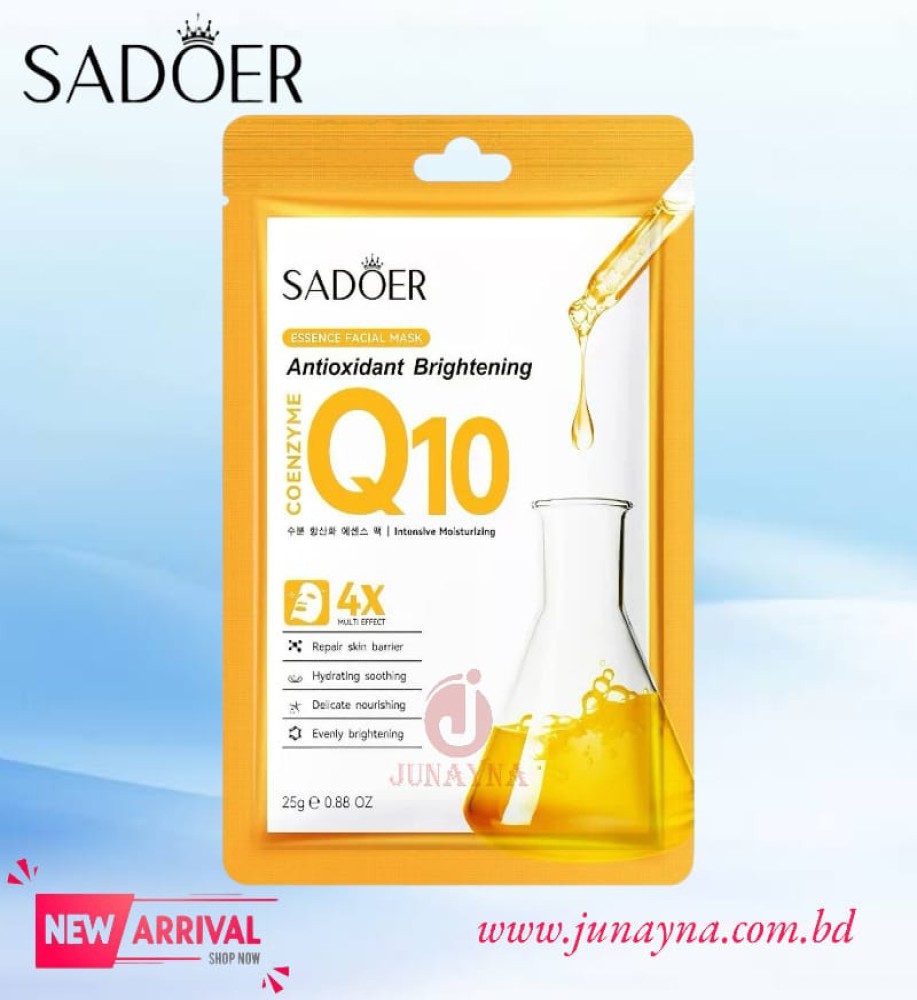 SADOER
SADOER
ESSENCE FACIAL MASK
Antioxidant Brightening
COENZYME
Q10
수분 항산화 에센스 팩 | Intensive Moisturizing
4X
MULTI EFFECT
Repair skin barrier
Hydrating soothing
Delicate nourishing
Evenly brightening
JUNAYNA
25g ℮ 0.88 OZ
NEW ARRIVAL
SHOP NOW
www.junayna.com.bd